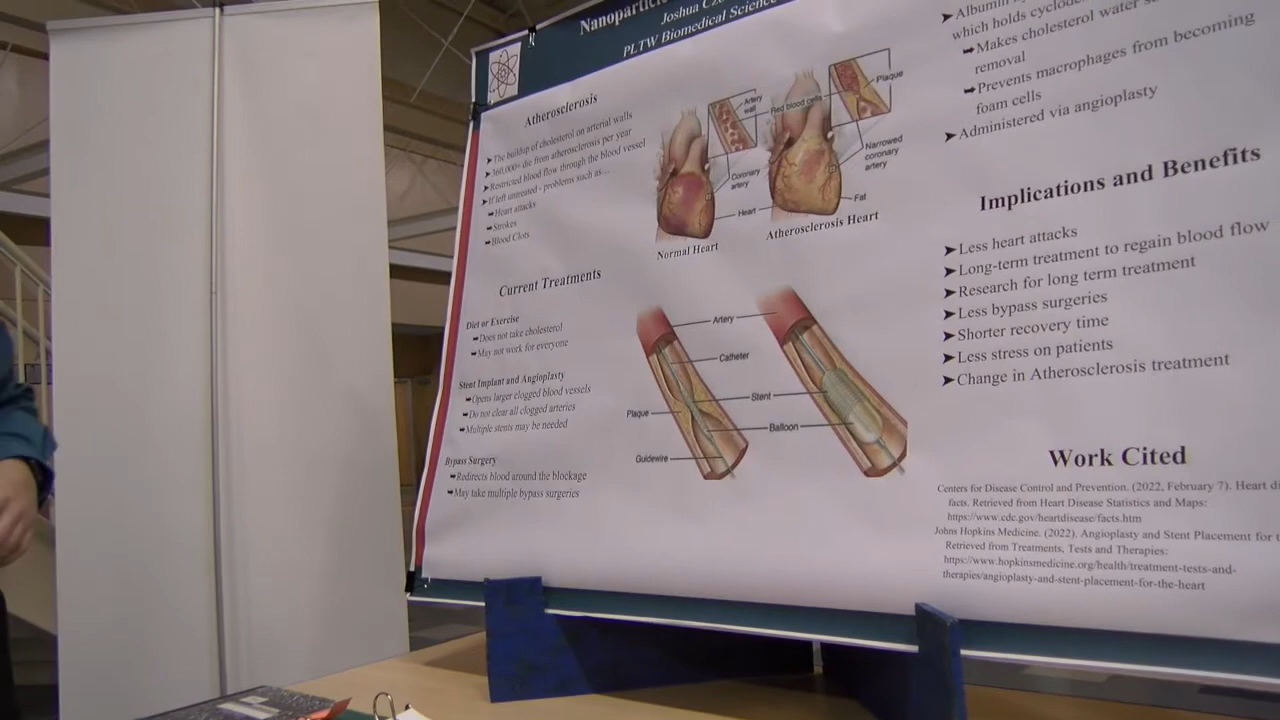 Joshua
PLTW Biomedical Science
Atherosclerosis
➤The buildup of cholesterol on arterial walls
➤360,000+ die from atherosclerosis per year
➤Restricted blood flow through the blood vessel
➤If left untreated - problems such as…
➡Heart attacks
➡Strokes
➡Blood Clots
Current Treatments
Diet or Exercise
➡Does not take cholesterol
➡May not work for everyone
Stent Implant and Angioplasty
➡Opens larger clogged blood vessels
➡Do not clear all clogged arteries
➡Multiple stents may be needed
Bypass Surgery
➡Redirects blood around the blockage
➡May take multiple bypass surgeries
Artery
wall
Red blood cells
Plaque
Coronary
artery
Narrowed
coronary
artery
Heart
Fat
Normal Heart
Atherosclerosis Heart
Artery
Catheter
Stent
Plaque
Balloon
Guidewire
➤Albumin
which holds
➡Makes cholesterol water
removal
➡Prevents macrophages from becoming
foam cells
➤Administered via angioplasty
Implications and Benefits
➤Less heart attacks
➤Long-term treatment to regain blood flow
➤Research for long term treatment
➤Less bypass surgeries
➤Shorter recovery time
➤Less stress on patients
➤Change in Atherosclerosis treatment
Work Cited
Centers for Disease Control and Prevention. (2022, February 7). Heart
facts. Retrieved from Heart Disease Statistics and Maps:
https://www.cdc.gov/heartdisease/facts.htm
Johns Hopkins Medicine. (2022). Angioplasty and Stent Placement for
Retrieved from Treatments, Tests and Therapies:
https://www.hopkinsmedicine.org/health/treatment-tests-and-
therapies/angioplasty-and-stent-placement-for-the-heart